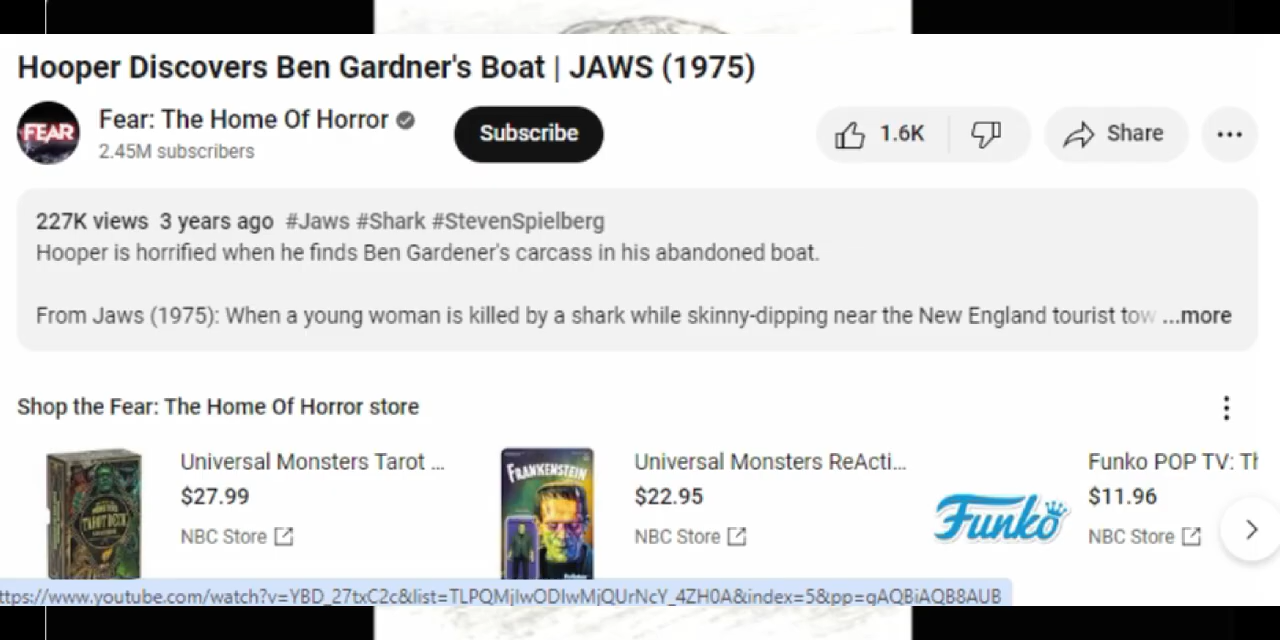 Hooper Discovers Ben Gardner's Boat | JAWS (1975)
FEAR
Fear: The Home Of Horror
2.45M subscribers
Subscribe
1.6K
Share
227K views 3 years ago #Jaws #Shark #StevenSpielberg
Hooper is horrified when he finds Ben Gardener's carcass in his abandoned boat.
From Jaws (1975): When a young woman is killed by a shark while skinny-dipping near the New England tourist tow ...more
Shop the Fear: The Home Of Horror store
TAROT DECK
Universal Monsters Tarot ...
$27.99
NBC Store
FRANKENSTEIN
Universal Monsters ReActi...
$22.95
NBC Store
Funko
Funko POP TV: Th
$11.96
NBC Store
ttps://www.youtube.com/watch?v=YBD_27txC2c&list=TLPQMjIwODIwMjQUrNcY_4ZH0A&index=5&pp=gAQBiAQB8AUB